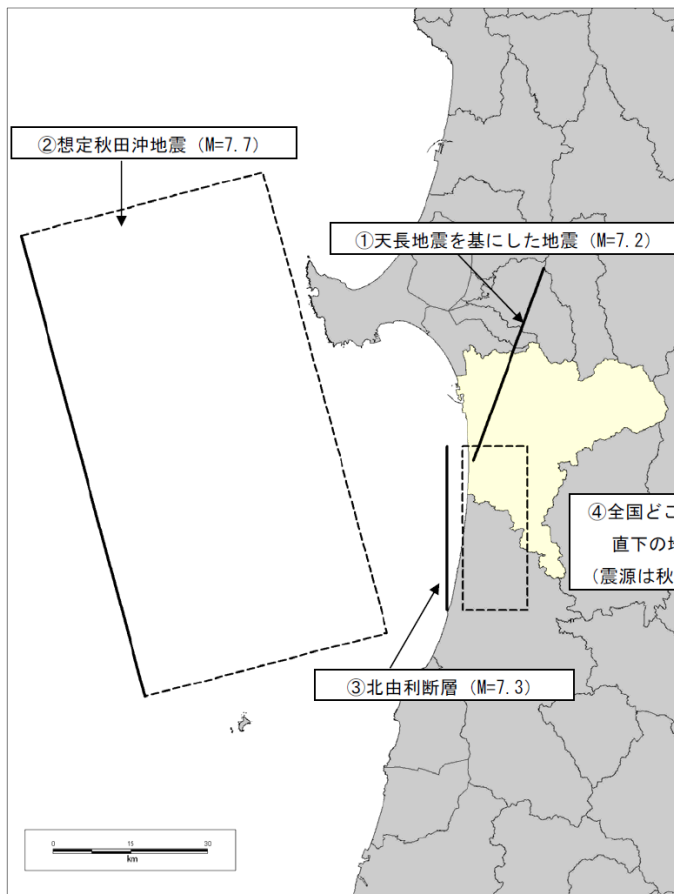 ②想定秋田沖地震（M=7.7）
①天長地震を基にした地震（M=7.2）
④全国どこ
直下の地
（震源は秋
③北由利断層（M=7.3）
0 15 30
km